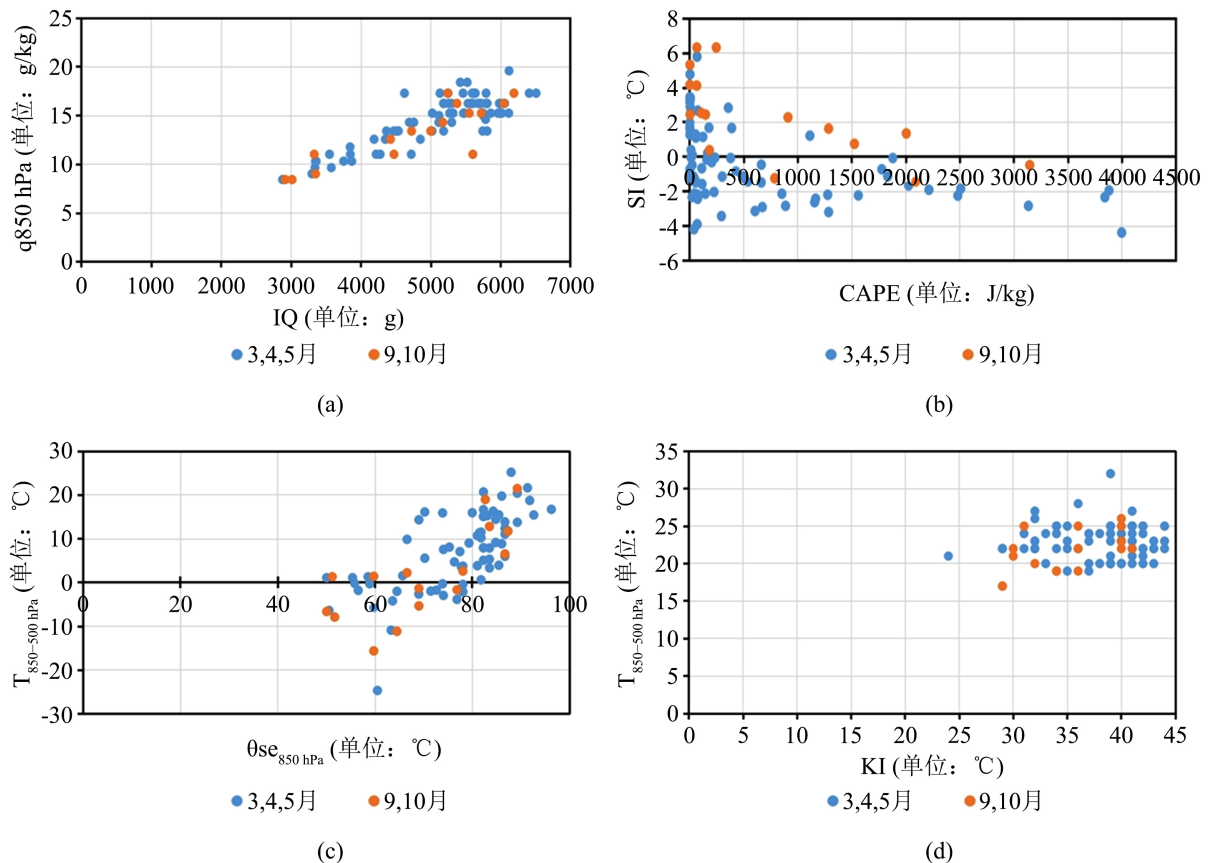 25
20
15
10
5
0
q850 hPa (单位：g/kg)
0 1000 2000 3000 4000 5000 6000 7000
IQ (单位：g)
3,4,5月 9,10月
(a)
8
6
4
2
0
-2
-4
-6
SI (单位：℃)
0 500 1000 1500 2000 2500 3000 3500 4000 4500
CAPE (单位：J/kg)
3,4,5月 9,10月
(b)
30
20
10
0
-10
-20
-30
T850−500 hPa (单位：℃)
0 20 40 60 80 100
θse850 hPa (单位：℃)
3,4,5月 9,10月
(c)
35
30
25
20
15
10
5
0
T850−500 hPa (单位：℃)
0 5 10 15 20 25 30 35 40 45
KI (单位：℃)
3,4,5月 9,10月
(d)